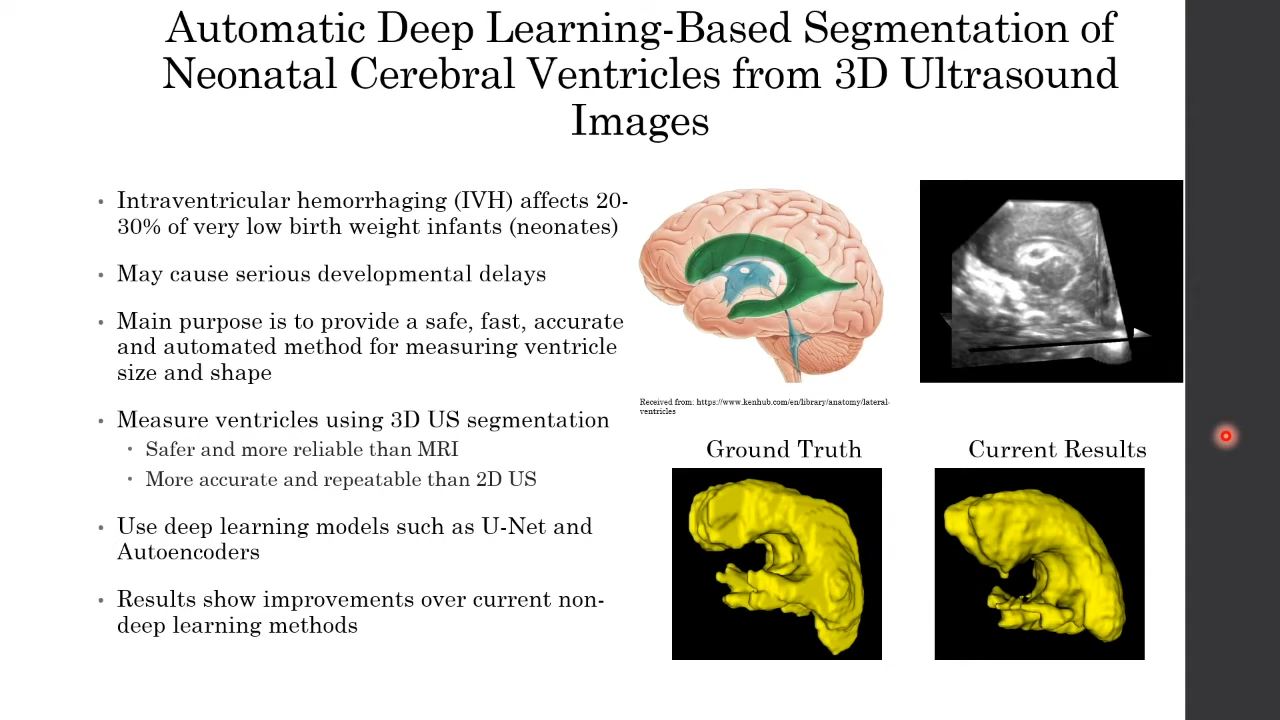 Automatic Deep Learning-Based Segmentation of
Neonatal Cerebral Ventricles from 3D Ultrasound
Images
• Intraventricular hemorrhaging (IVH) affects 20-
30% of very low birth weight infants (neonates)
• May cause serious developmental delays
• Main purpose is to provide a safe, fast, accurate
and automated method for measuring ventricle
size and shape
• Measure ventricles using 3D US segmentation
• Safer and more reliable than MRI
• More accurate and repeatable than 2D US
• Use deep learning models such as U-Net and
Autoencoders
• Results show improvements over current non-
deep learning methods
Received from: https://www.kenhub.com/en/library/anatomy/lateral-
ventricles
Ground Truth
Current Results